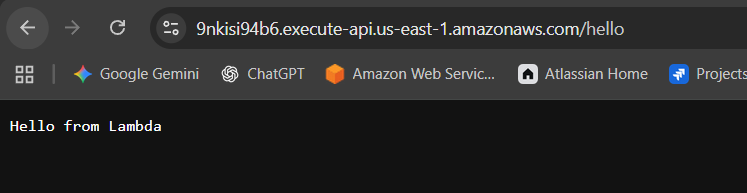 9nkisi94b6.execute-api.us-east-1.amazonaws.com/hello
Google Gemini ChatGPT Amazon Web Servic... Atlassian Home Projects
Hello from Lambda